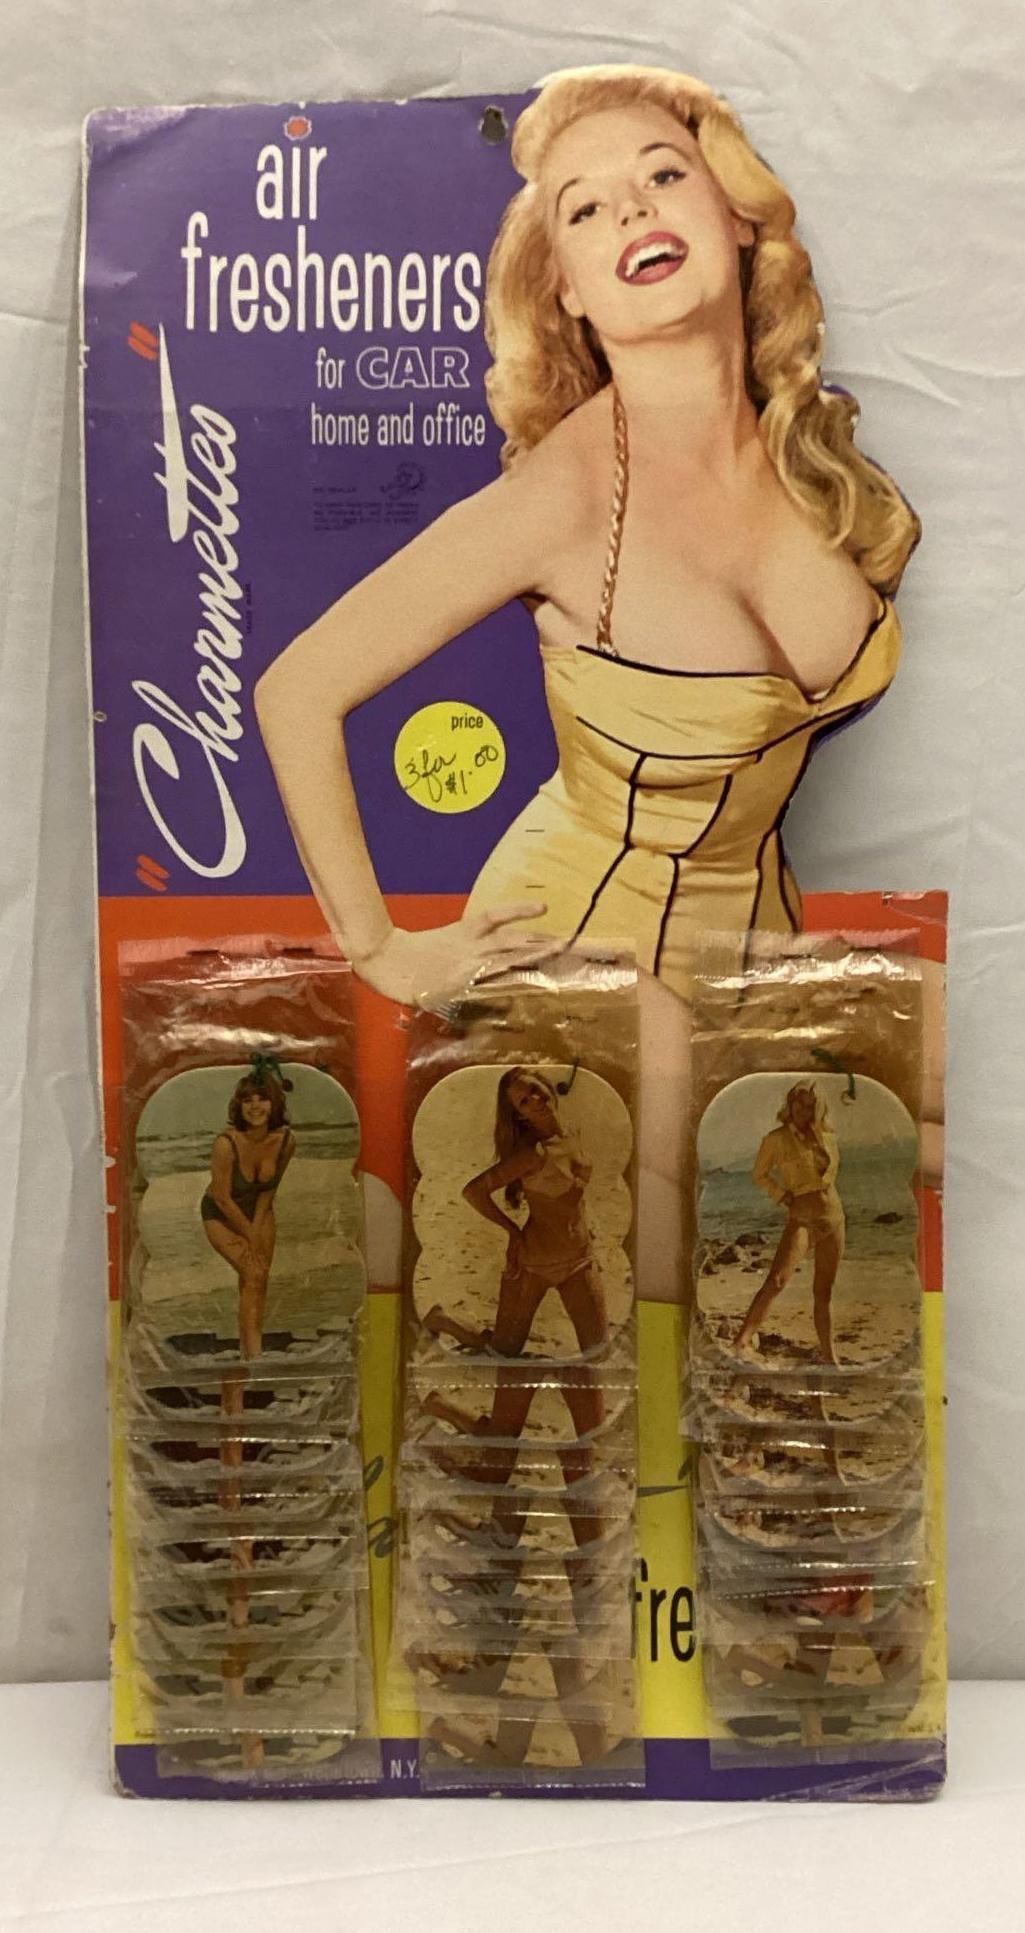 air
fresheners
for CAR
home and office
"Charmettes"
price
3 for
$1.00
fre
N.Y.